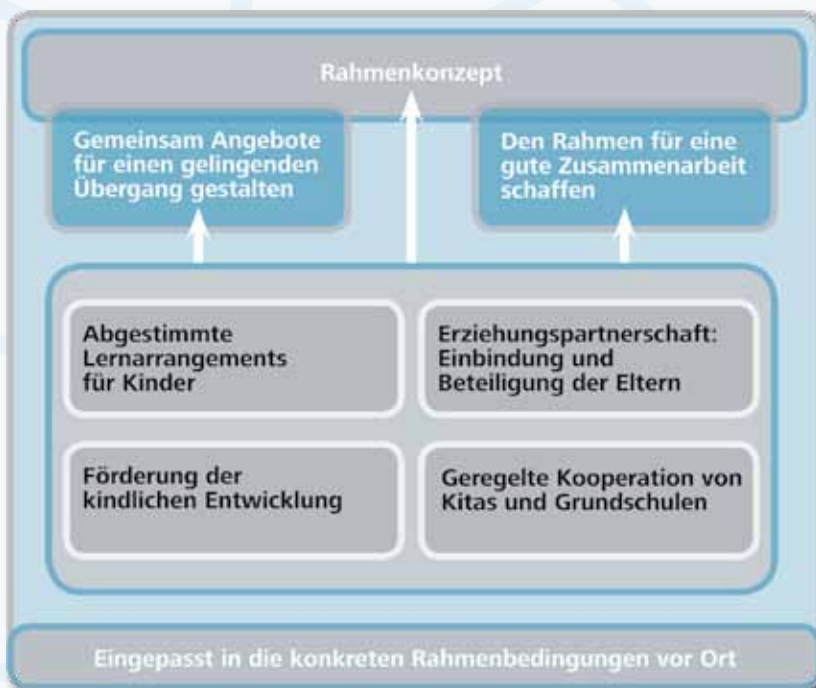 Rahmenkonzept
Gemeinsam Angebote
für einen gelingenden
Übergang gestalten
Den Rahmen für eine
gute Zusammenarbeit
schaffen
Abgestimmte
Lernarrangements
für Kinder
Erziehungspartnerschaft:
Einbindung und
Beteiligung der Eltern
Förderung der
kindlichen Entwicklung
Geregelte Kooperation von
Kitas und Grundschulen
Eingepasst in die konkreten Rahmenbedingungen vor Ort